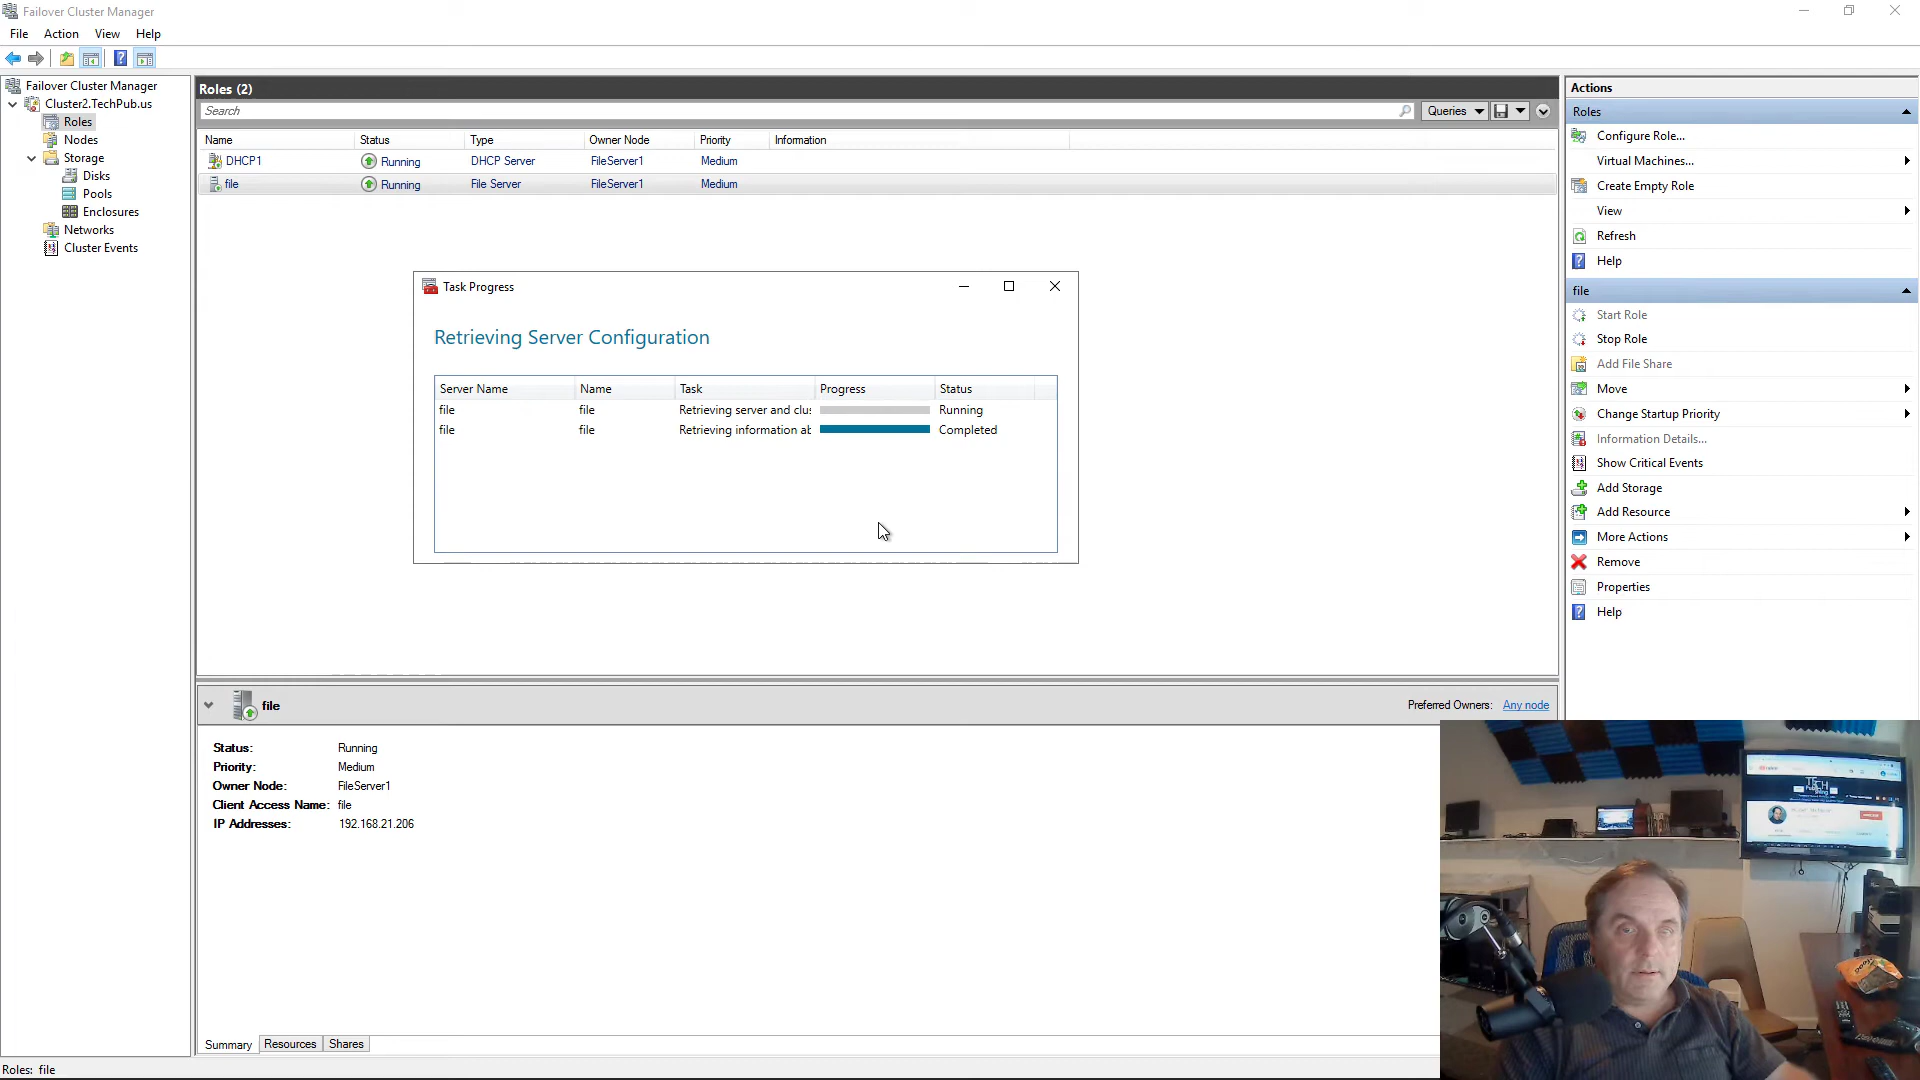 Failover Cluster Manager
File Action View Help
Failover Cluster Manager
Cluster2.TechPub.us
Roles
Nodes
Storage
Disks
Pools
Enclosures
Networks
Cluster Events
Roles (2)
Search
Queries
Name Status Type Owner Node Priority Information
DHCP1 Running DHCP Server FileServer1 Medium
file Running File Server FileServer1 Medium
Task Progress
Retrieving Server Configuration
Server Name Name Task Progress Status
file file Retrieving server and clus Running
file file Retrieving information ab Completed
file
Preferred Owners: Any node
Status: Running
Priority: Medium
Owner Node: FileServer1
Client Access Name: file
IP Addresses: 192.168.21.206
Summary Resources Shares
Roles: file
Actions
Roles
Configure Role...
Virtual Machines...
Create Empty Role
View
Refresh
Help
file
Start Role
Stop Role
Add File Share
Move
Change Startup Priority
Information Details...
Show Critical Events
Add Storage
Add Resource
More Actions
Remove
Properties
Help